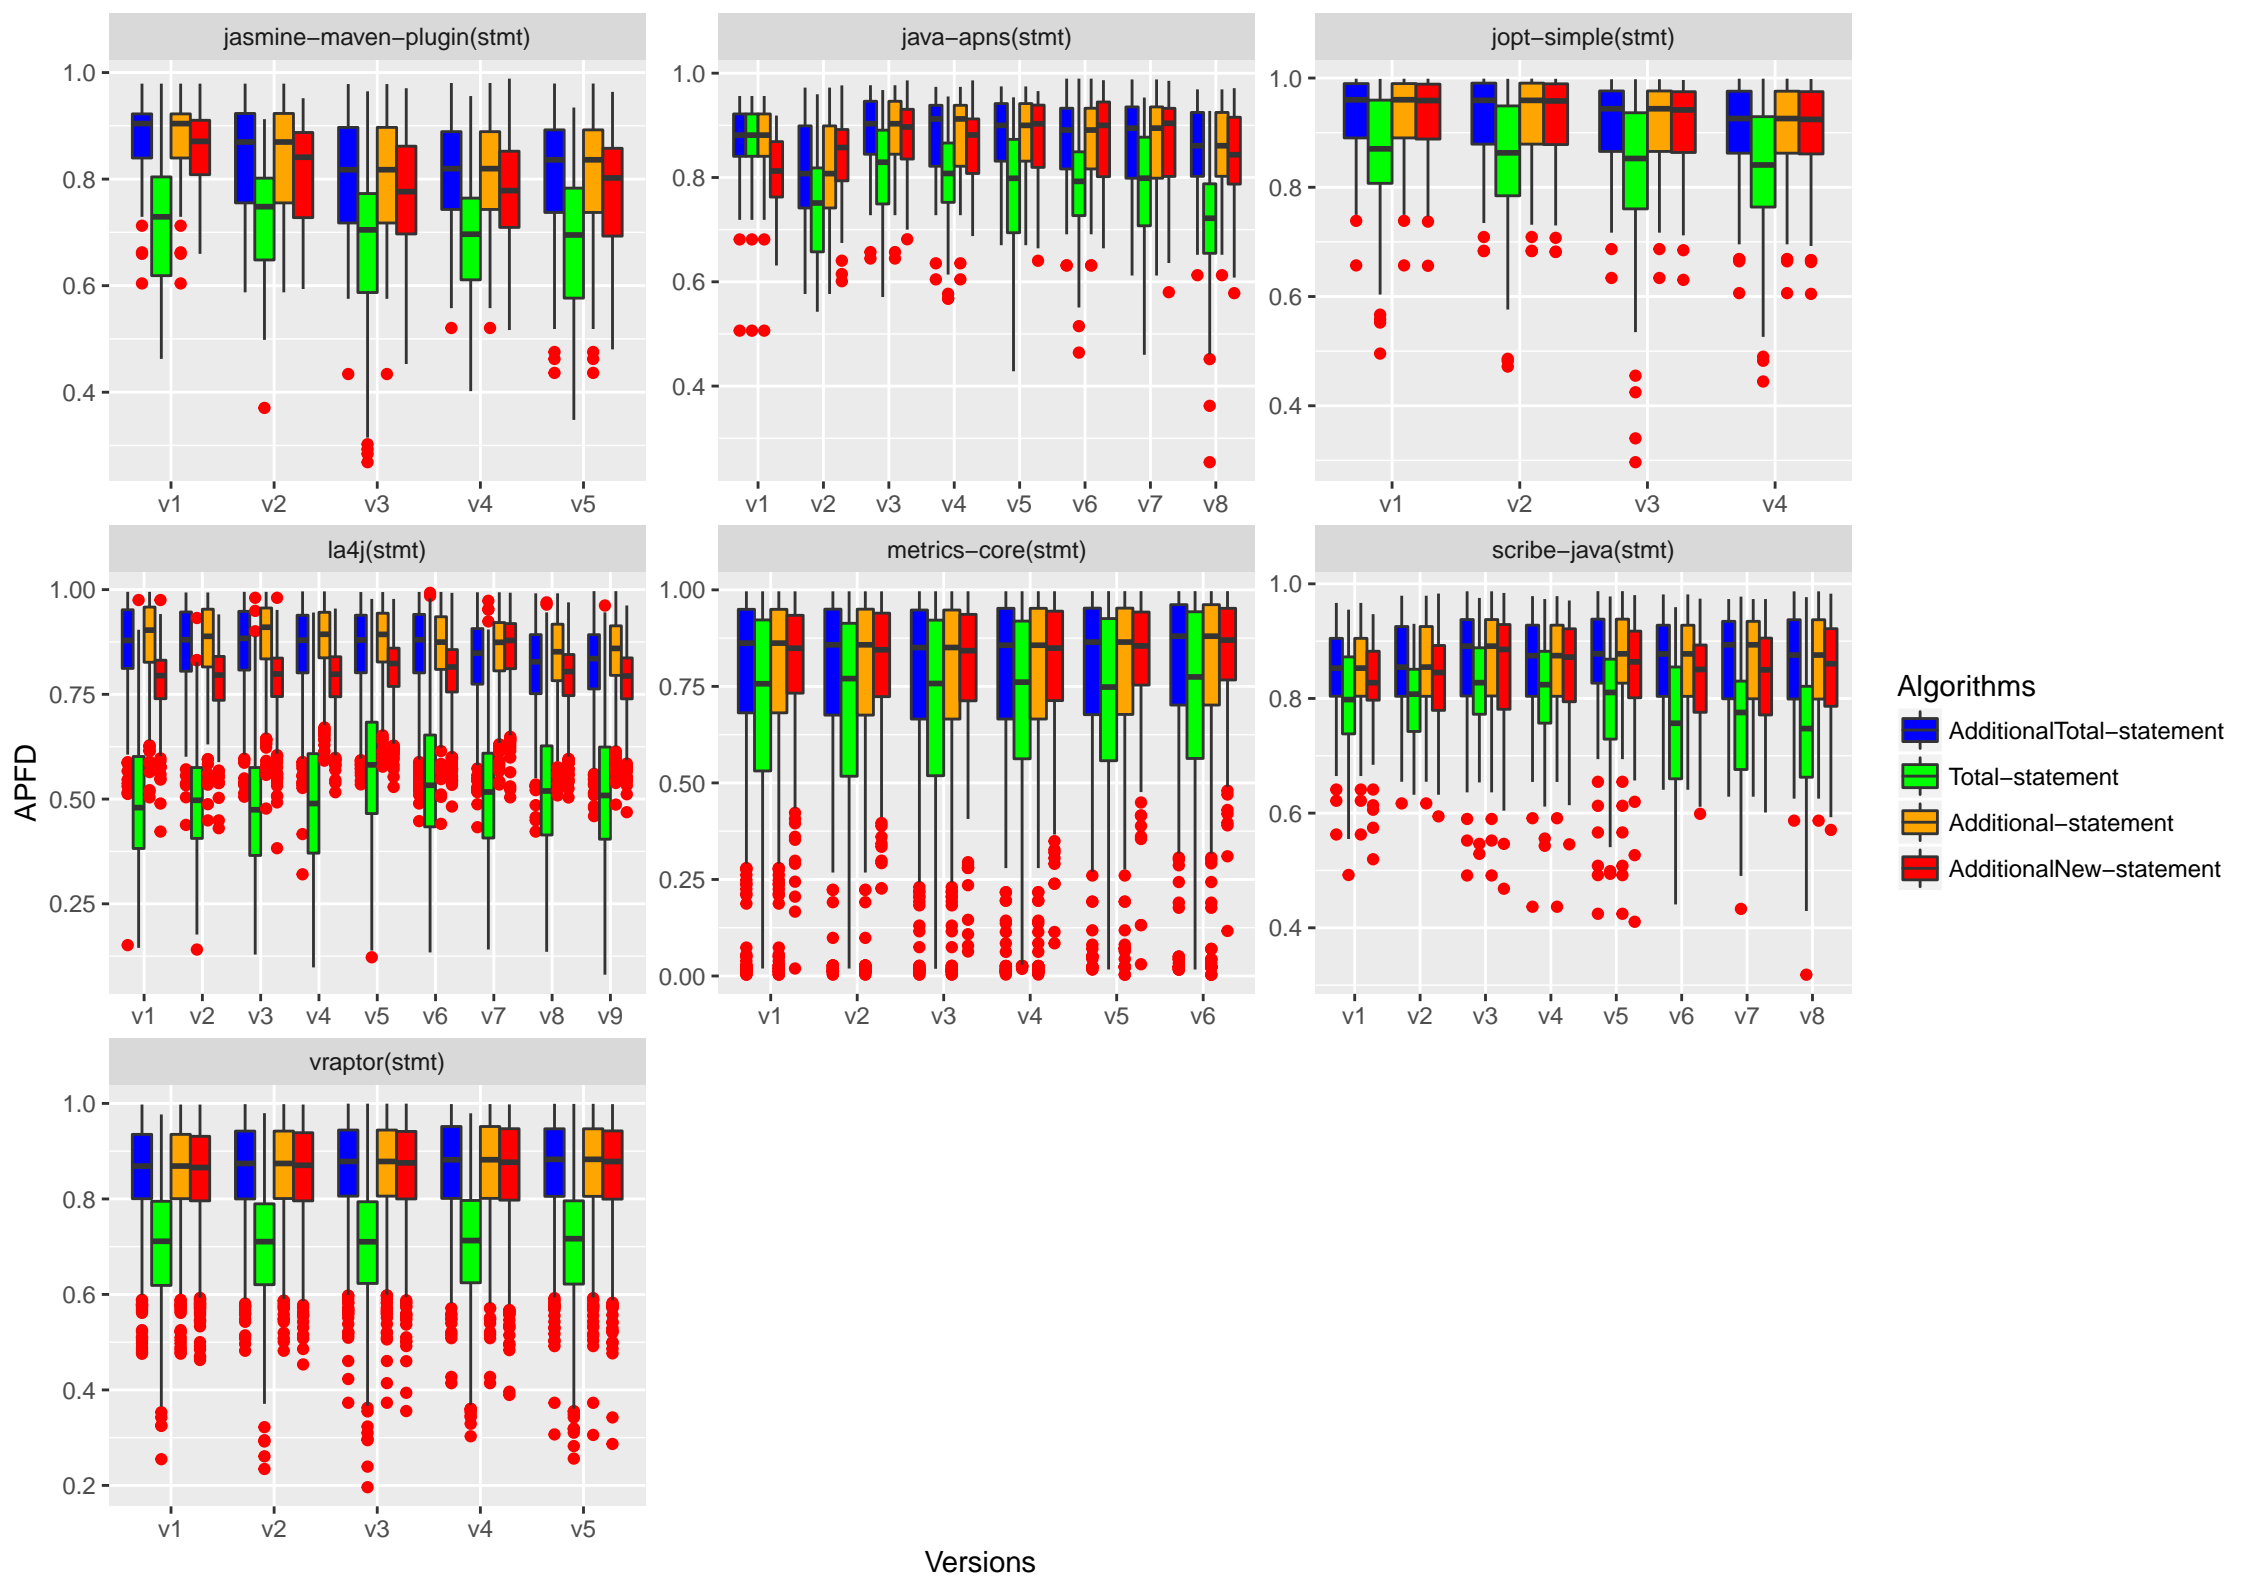 jasmine−maven−plugin(stmt)
java−apns(stmt)
jopt−simple(stmt)
1.0
0.8
0.6
0.4
v1 v2 v3 v4 v5
1.0
0.8
0.6
0.4
v1 v2 v3 v4 v5 v6 v7 v8
1.0
0.8
0.6
0.4
v1 v2 v3 v4
la4j(stmt)
metrics−core(stmt)
scribe−java(stmt)
1.00
0.75
0.50
0.25
v1 v2 v3 v4 v5 v6 v7 v8 v9
1.00
0.75
0.50
0.25
0.00
v1 v2 v3 v4 v5 v6
1.0
0.8
0.6
0.4
v1 v2 v3 v4 v5 v6 v7 v8
vraptor(stmt)
1.0
0.8
0.6
0.4
0.2
v1 v2 v3 v4 v5
APFD
Versions
Algorithms
AdditionalTotal−statement
Total−statement
Additional−statement
AdditionalNew−statement